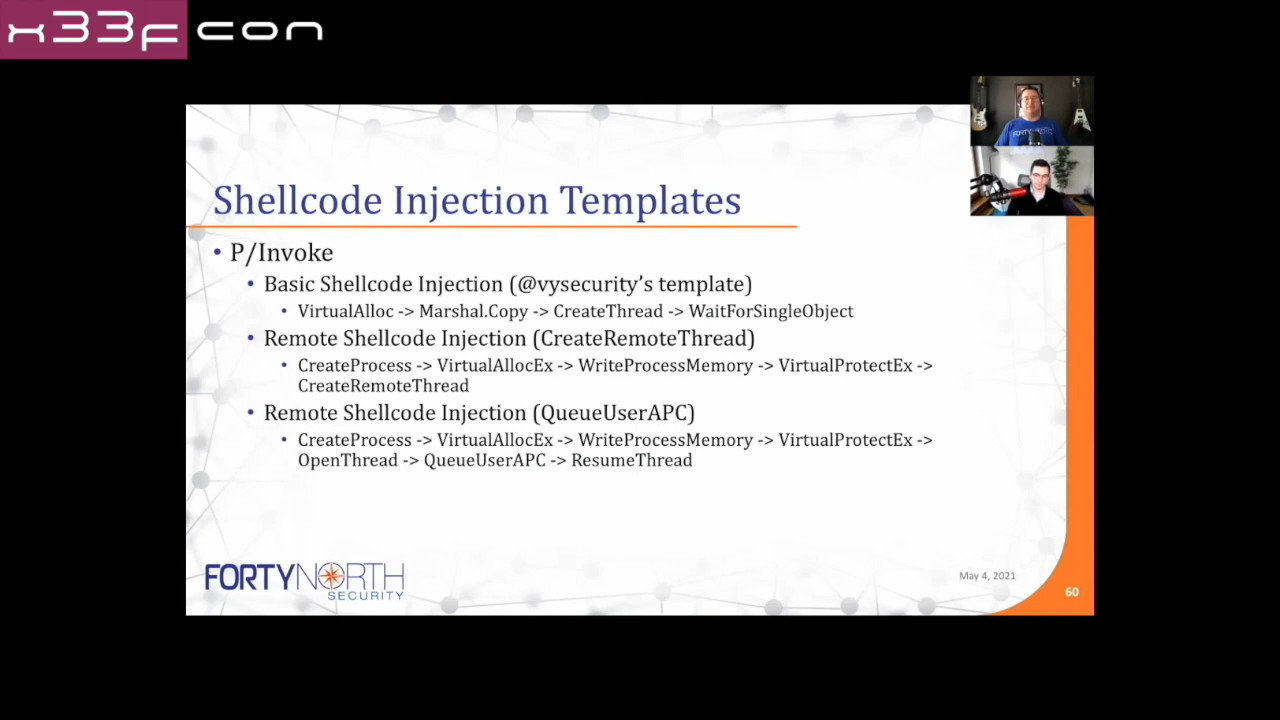 x33fcon
Shellcode Injection Templates
• P/Invoke
• Basic Shellcode Injection (@vysecurity's template)
• VirtualAlloc -> Marshal.Copy -> CreateThread -> WaitForSingleObject
• Remote Shellcode Injection (CreateRemoteThread)
• CreateProcess -> VirtualAllocEx -> WriteProcessMemory -> VirtualProtectEx ->
CreateRemoteThread
• Remote Shellcode Injection (QueueUserAPC)
• CreateProcess -> VirtualAllocEx -> WriteProcessMemory -> VirtualProtectEx ->
OpenThread -> QueueUserAPC -> ResumeThread
FORTYNORTH
SECURITY
May 4, 2021
60